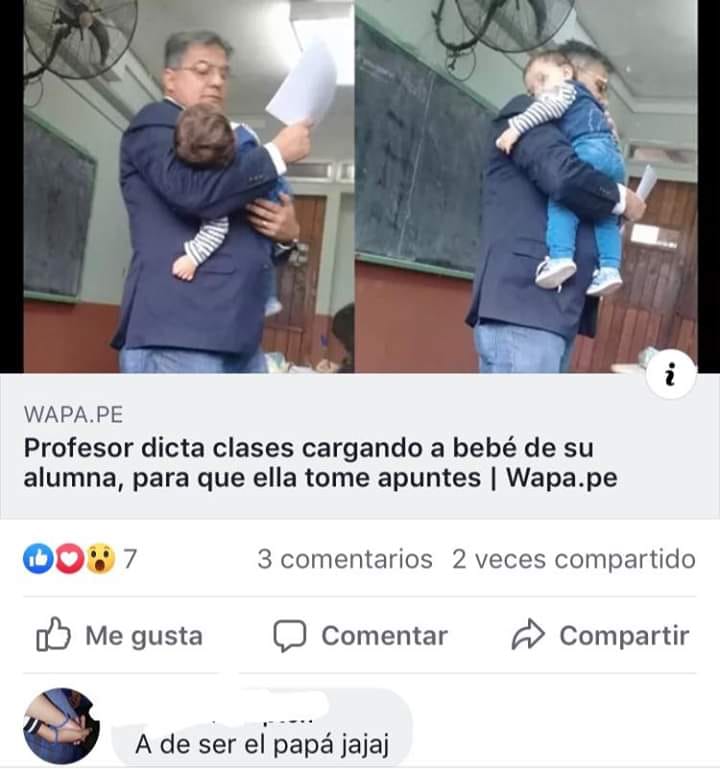 WAPA.PE
Profesor dicta clases cargando a bebé de su
alumna, para que ella tome apuntes | Wapa.pe
7
3 comentarios 2 veces compartido
Me gusta
Comentar
Compartir
A de ser el papá jajaj